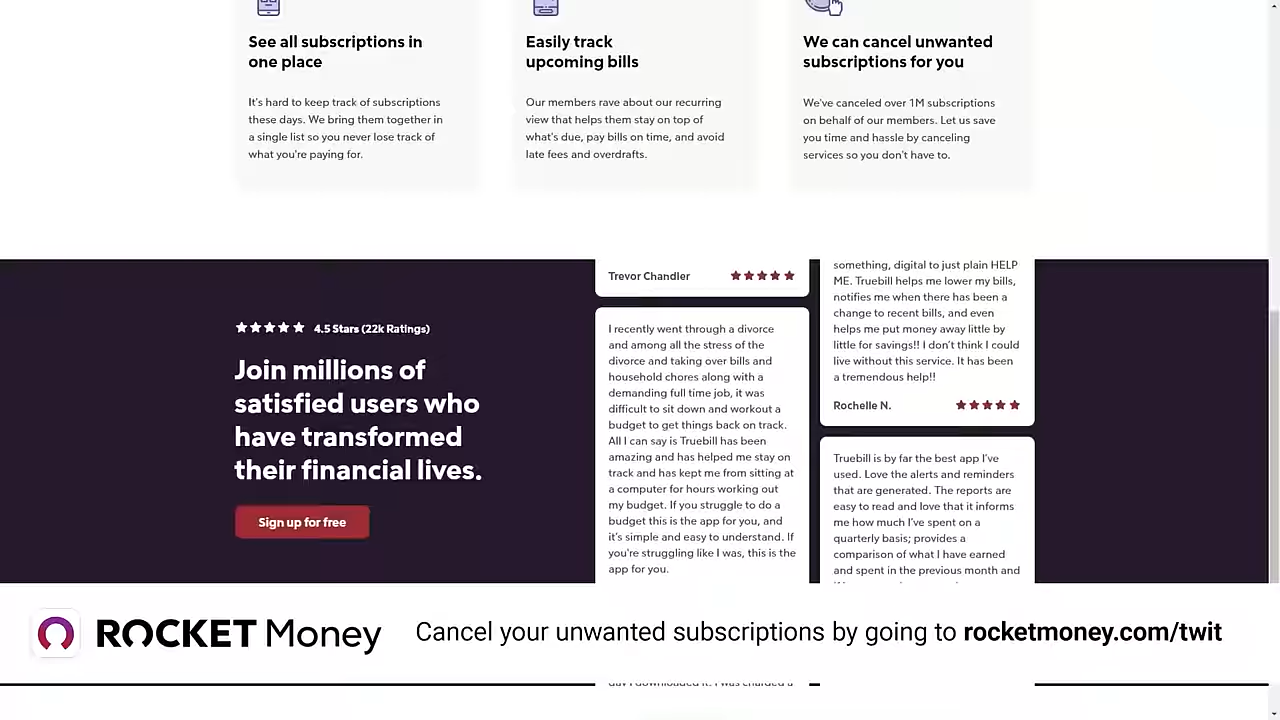 See all subscriptions in
one place
It's hard to keep track of subscriptions
these days. We bring them together in
a single list so you never lose track of
what you're paying for.
Easily track
upcoming bills
Our members rave about our recurring
view that helps them stay on top of
what's due, pay bills on time, and avoid
late fees and overdrafts.
We can cancel unwanted
subscriptions for you
We've canceled over 1M subscriptions
on behalf of our members. Let us save
you time and hassle by canceling
services so you don't have to.
4.5 Stars (22k Ratings)
Join millions of
satisfied users who
have transformed
their financial lives.
Sign up for free
Trevor Chandler
I recently went through a divorce
and among all the stress of the
divorce and taking over bills and
household chores along with a
demanding full time job, it was
difficult to sit down and workout a
budget to get things back on track.
All I can say is Truebill has been
amazing and has helped me stay on
track and has kept me from sitting at
a computer for hours working out
my budget. If you struggle to do a
budget this is the app for you, and
it's simple and easy to understand. If
you're struggling like I was, this is the
app for you.
something, digital to just plain HELP
ME. Truebill helps me lower my bills,
notifies me when there has been a
change to recent bills, and even
helps me put money away little by
little for savings!! I don't think I could
live without this service. It has been
a tremendous help!!
Rochelle N.
Truebill is by far the best app I've
used. Love the alerts and reminders
that are generated. The reports are
easy to read and love that it informs
me how much I've spent on a
quarterly basis; provides a
comparison of what I have earned
and spent in the previous month and
ROCKET Money
Cancel your unwanted subscriptions by going to rocketmoney.com/twit
day I downloaded it. I was charged a